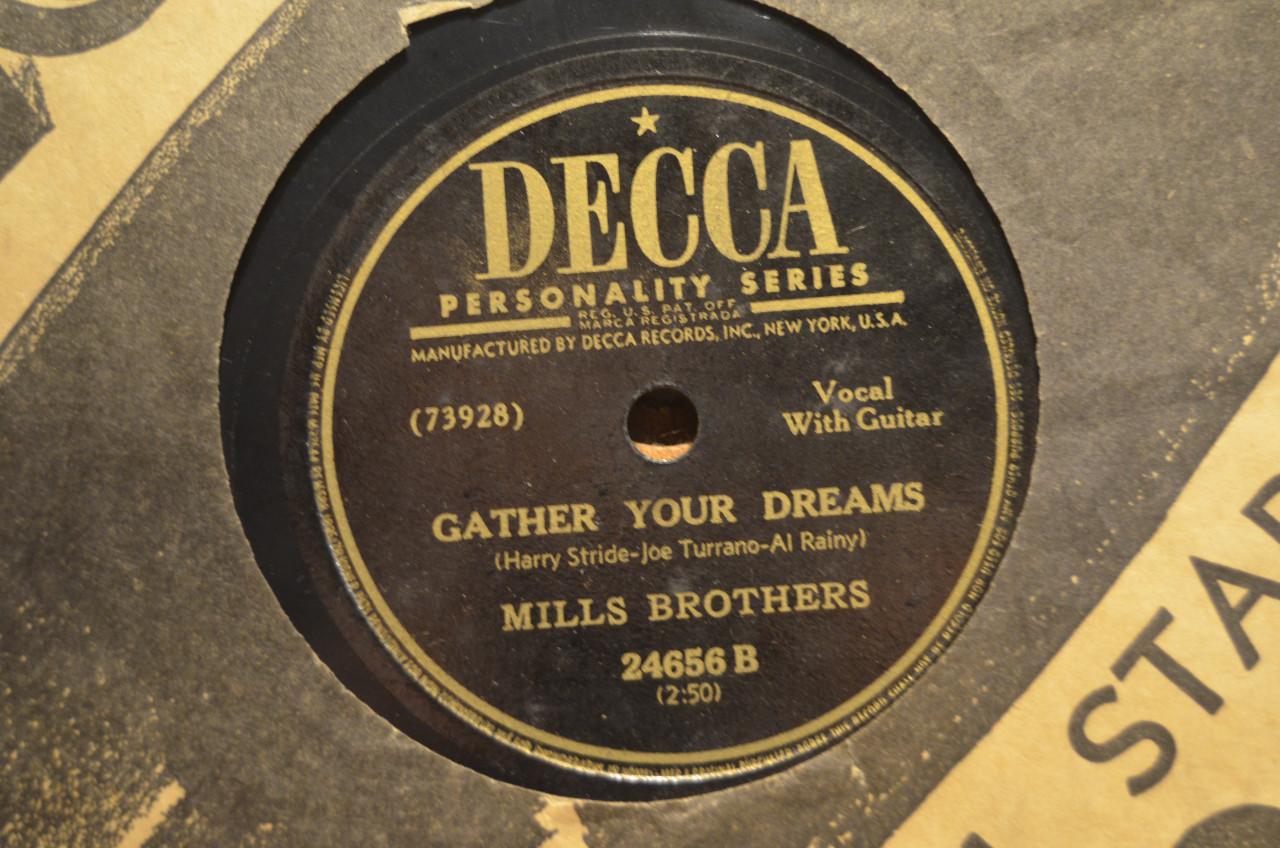 DECCA
PERSONALITY SERIES
REG. U.S. PAT. OFF.
MARCA REGISTRADA
MANUFACTURED BY DECCA RECORDS, INC., NEW YORK, U.S.A.
(73928)
Vocal
With Guitar
GATHER YOUR DREAMS
(Harry Stride-Joe Turrano-Al Rainy)
MILLS BROTHERS
24656 B
(2:50)